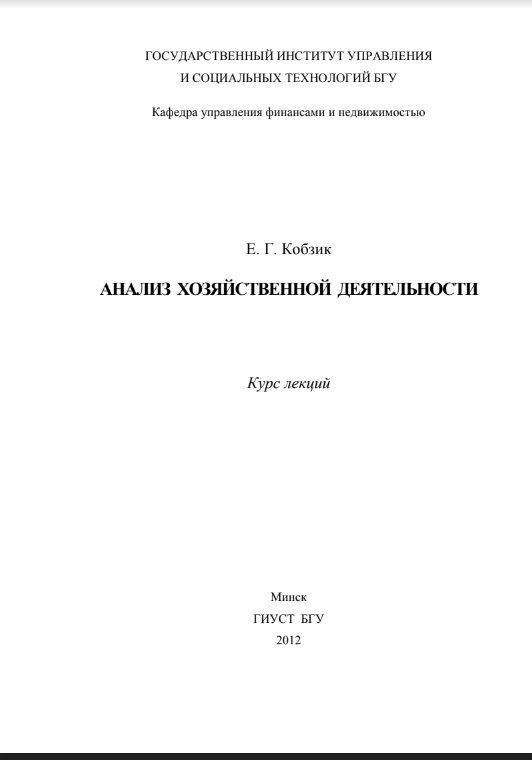 ГОСУДАРСТВЕННЫЙ ИНСТИТУТ УПРАВЛЕНИЯ
И СОЦИАЛЬНЫХ ТЕХНОЛОГИЙ БГУ
Кафедра управления финансами и недвижимостью
Е. Г. Кобзик
АНАЛИЗ ХОЗЯЙСТВЕННОЙ ДЕЯТЕЛЬНОСТИ
Курс лекций
Минск
ГИУСТ БГУ
2012